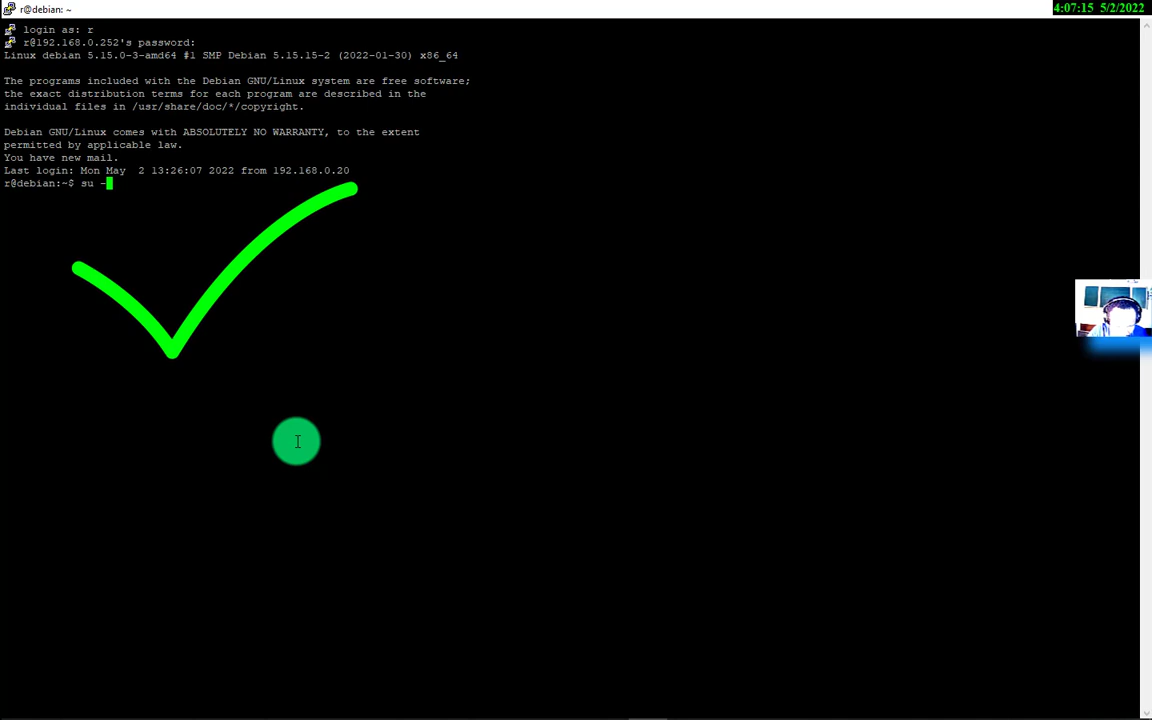 r@debian: ~
4:07:15 5/2/2022
login as: r
r@192.168.0.252's password:
Linux debian 5.15.0-3-amd64 #1 SMP Debian 5.15.15-2 (2022-01-30) x86_64
The programs included with the Debian GNU/Linux system are free software;
the exact distribution terms for each program are described in the
individual files in /usr/share/doc/*/copyright.
Debian GNU/Linux comes with ABSOLUTELY NO WARRANTY, to the extent
permitted by applicable law.
You have new mail.
Last login: Mon May  2 13:26:07 2022 from 192.168.0.20
r@debian:~$ su -